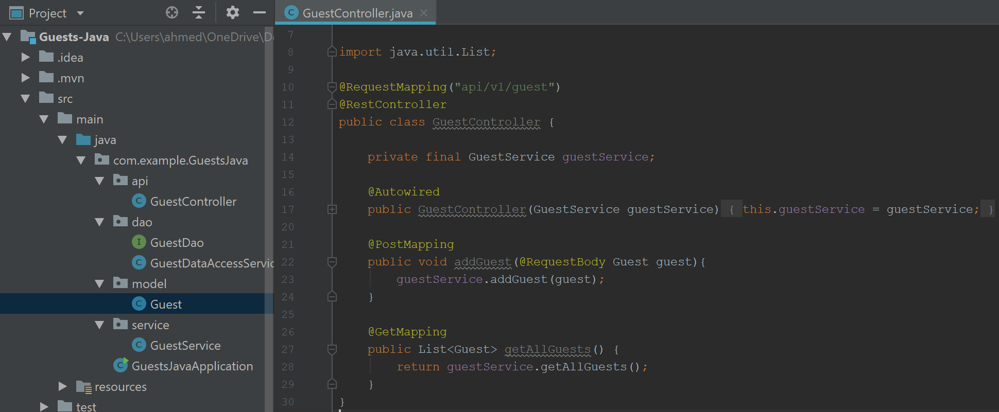 Project
Guests-Java C:\Users\ahmed\OneDrive\D
.idea
.mvn
src
main
java
com.example.GuestsJava
api
C GuestController
dao
I GuestDao
C GuestDataAccessServic
model
C Guest
service
C GuestService
C GuestsJavaApplication
resources
test
C GuestController.java
7
8 import java.util.List;
9
10 @RequestMapping("api/v1/guest")
11 @RestController
12 public class GuestController {
13
14 private final GuestService guestService;
15
16 @Autowired
17 public GuestController(GuestService guestService) { this.guestService = guestService; }
20
21 @PostMapping
22 public void addGuest(@RequestBody Guest guest){
23 guestService.addGuest(guest);
24 }
25
26 @GetMapping
27 public List<Guest> getAllGuests() {
28 return guestService.getAllGuests();
29 }
30 }